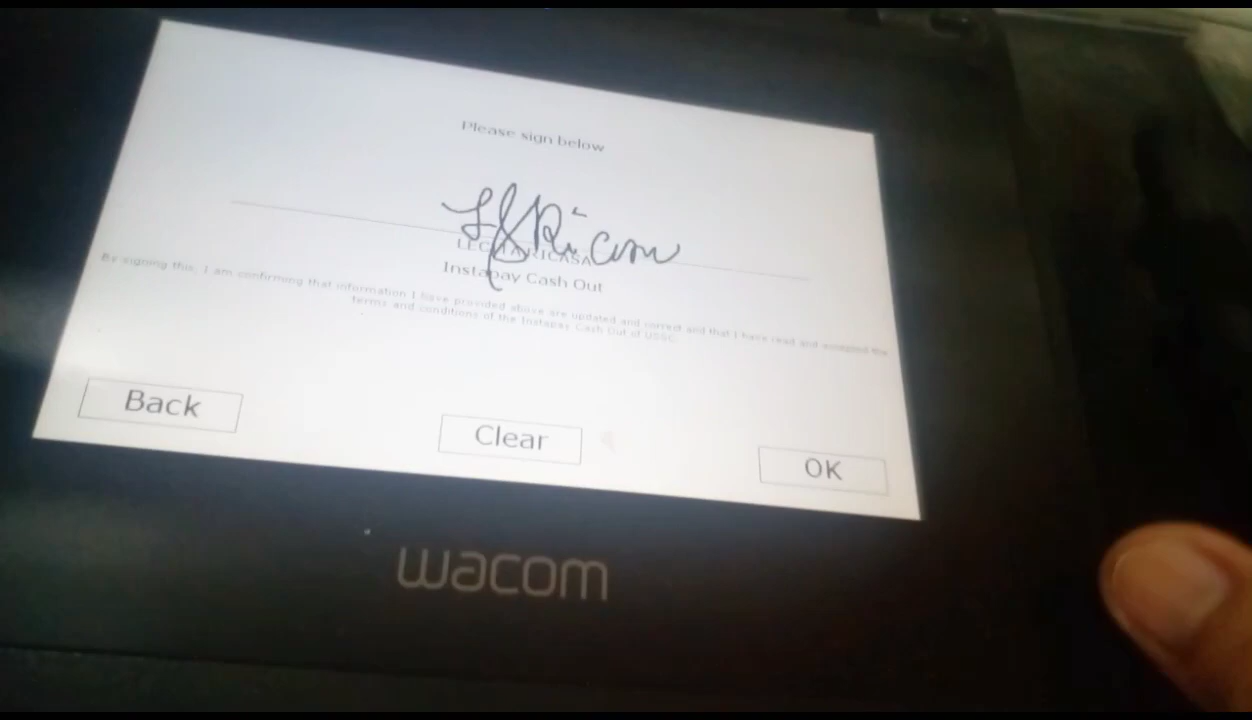 Please sign below
Instapay Cash Out
By signing this, I am confirming that information I have provided above are updated and correct and that I have read and accepted the
terms and conditions of the Instapay Cash Out of USSC.
Back
Clear
OK
wacom